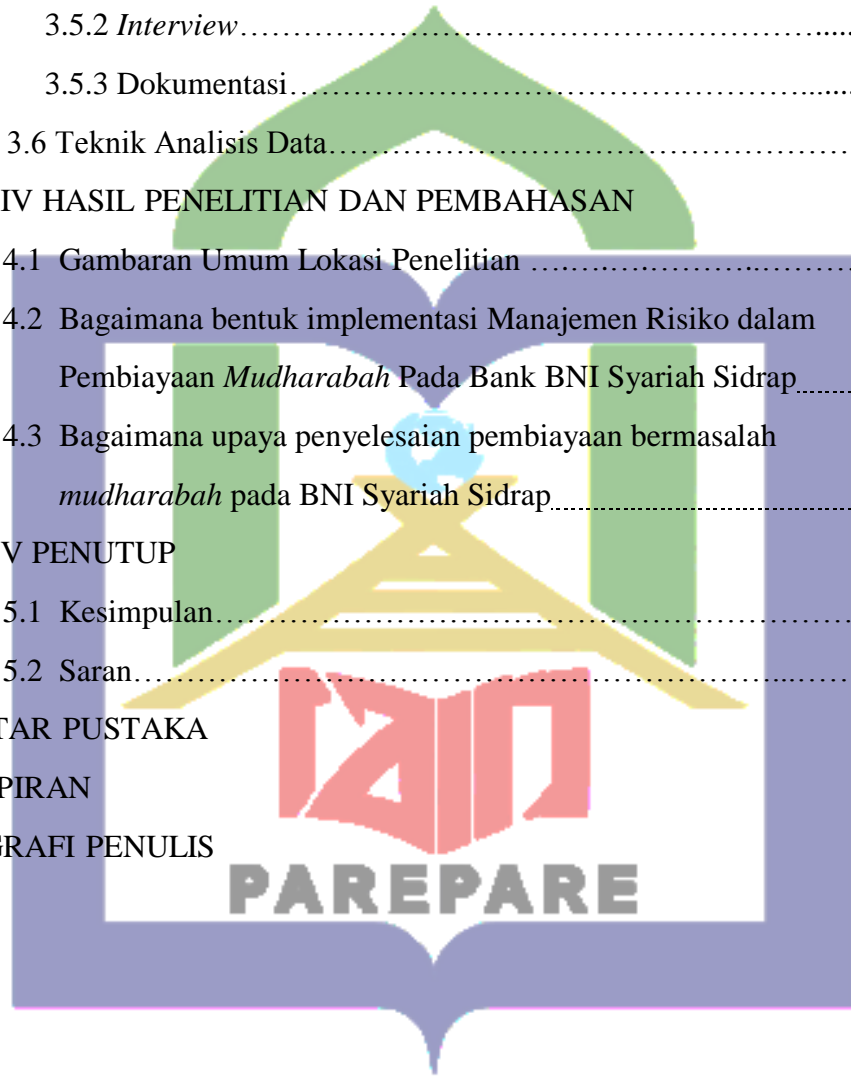 3.5.2 Interview……………………………………………………......
3.5.3 Dokumentasi………………………………………………........
3.6 Teknik Analisis Data………………………………………………
IV HASIL PENELITIAN DAN PEMBAHASAN
4.1 Gambaran Umum Lokasi Penelitian ….….….………..………
4.2 Bagaimana bentuk implementasi Manajemen Risiko dalam
Pembiayaan Mudharabah Pada Bank BNI Syariah Sidrap..........
4.3 Bagaimana upaya penyelesaian pembiayaan bermasalah
mudharabah pada BNI Syariah Sidrap..............................................
V PENUTUP
5.1 Kesimpulan…………………………………………………………
5.2 Saran……………………………………………………...………
TAR PUSTAKA
PIRAN
GRAFI PENULIS
IAIN
PAREPARE